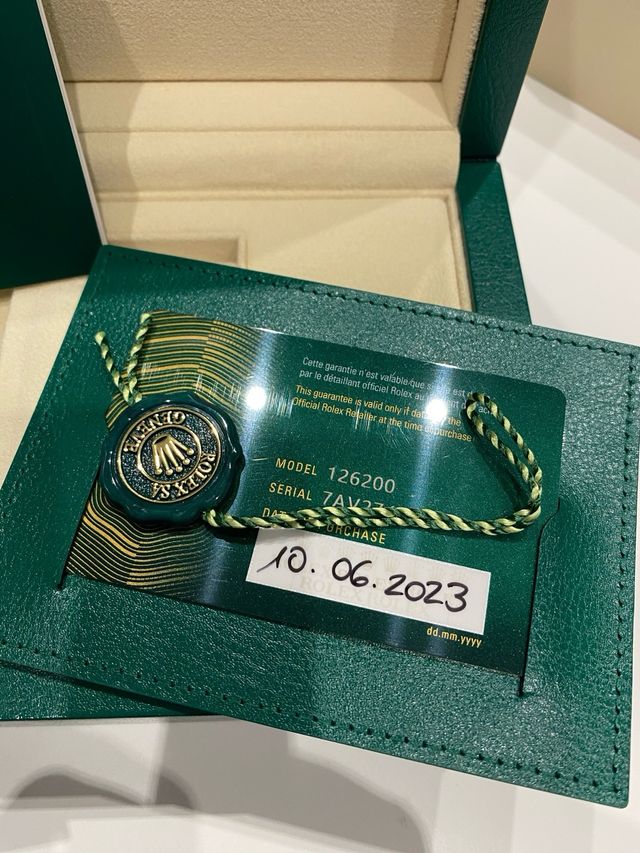 Cette garantie n'est valable que
par le détaillant officiel Rolex au
This guarantee is valid only if
Official Rolex Retailer at the time of purchase
ROLEX SA
GENEVE
MODEL 126200
SERIAL
PURCHASE
10.06.2023
dd.mm.yyyy